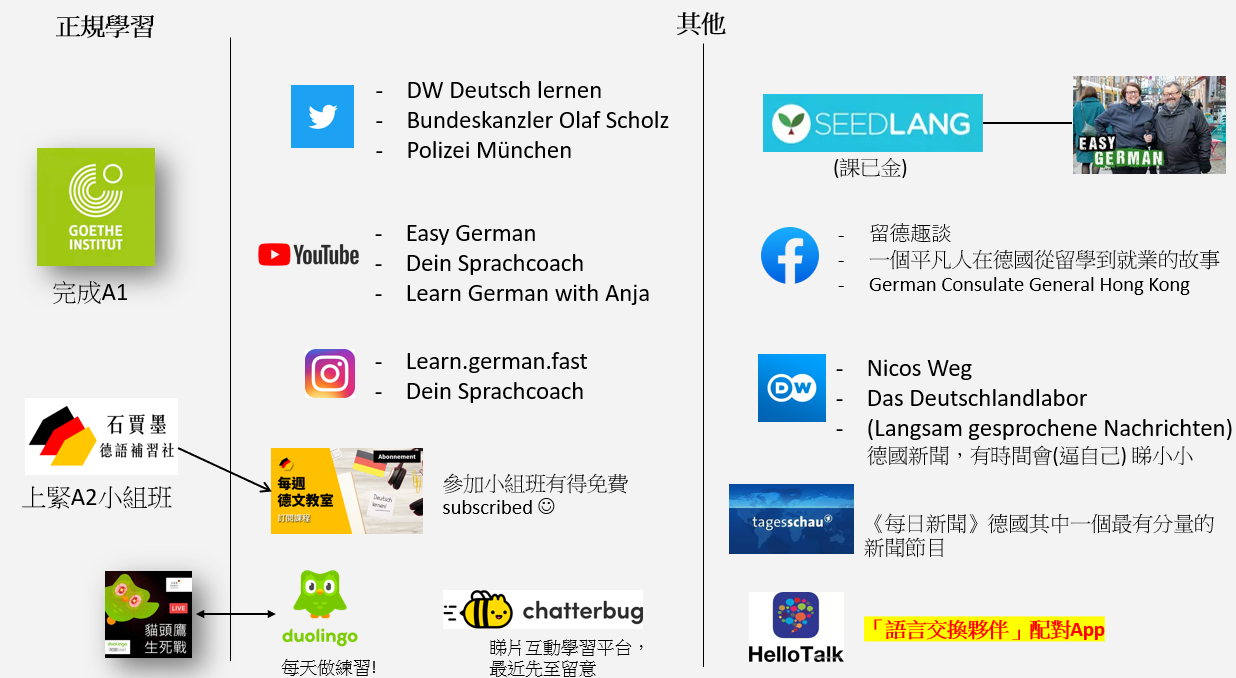 正規學習
其他
GOETHE
INSTITUT
完成A1
石賈墨
德語補習社
上緊A2小組班
LIVE
貓頭鷹
生死戰
- DW Deutsch lernen
- Bundeskanzler Olaf Scholz
- Polizei München
YouTube
- Easy German
- Dein Sprachcoach
- Learn German with Anja
- Learn.german.fast
- Dein Sprachcoach
Abonnement
每週
德文教室
訂閱課程
Deutsch
lernen!
參加小組班有得免費
subscribed ☺
duolingo
每天做練習!
chatterbug
睇片互動學習平台，
最近先至留意
SEEDLANG
(課已金)
EASY
GERMAN
- 留德趣談
- 一個平凡人在德國從留學到就業的故事
- German Consulate General Hong Kong
DW
- Nicos Weg
- Das Deutschlandlabor
- (Langsam gesprochene Nachrichten)
德國新聞，有時間會(逼自己) 睇小小
tagesschau
《每日新聞》德國其中一個最有分量的
新聞節目
HelloTalk
「語言交換夥伴」配對App